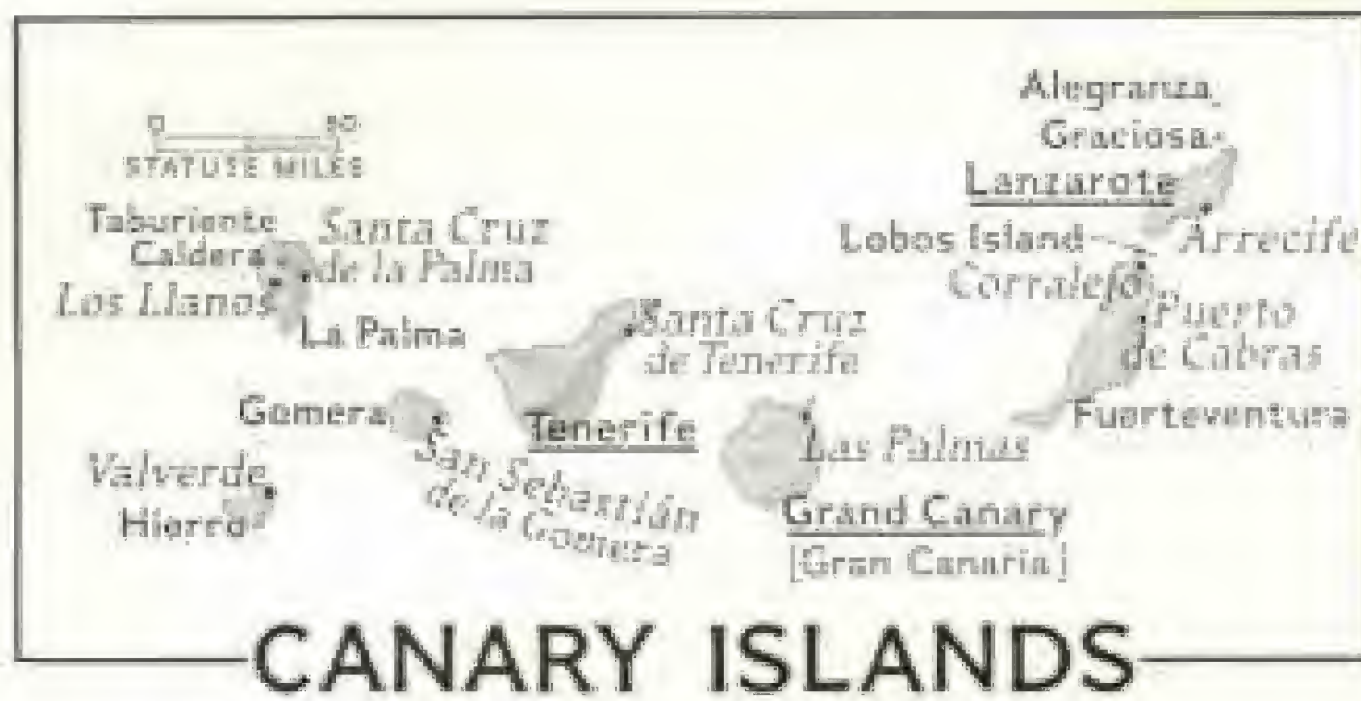 0
STATUTE MILES
Taburiente
Caldera
Santa Cruz
de la Palma
Los Llanos
La Palma
Gomera
San Sebastián
de la Gomera
Valverde
Hierro
Santa Cruz
de Tenerife
Tenerife
Las Palmas
Grand Canary
[Gran Canaria]
Alegranza
Graciosa
Lanzarote
Lobos Island
Arrecife
Corralejo
Puerto
de Cabras
Fuerteventura
CANARY ISLANDS